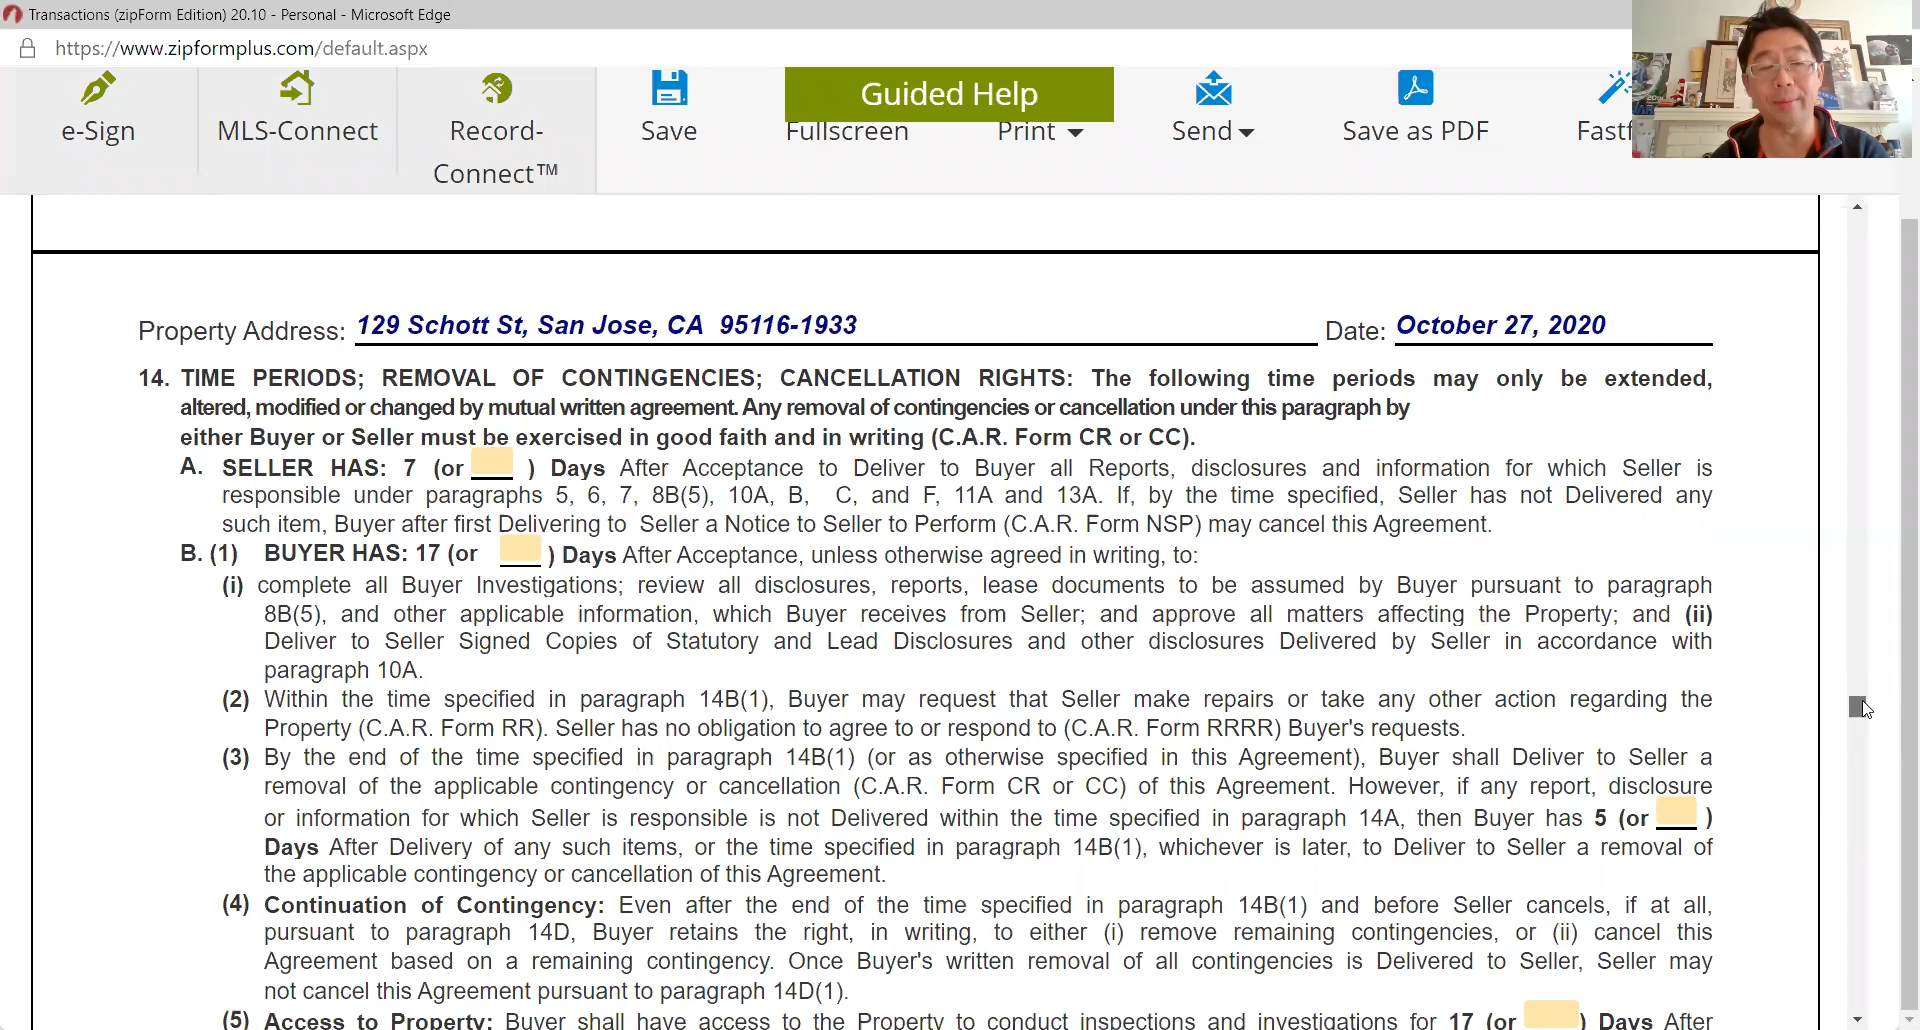 Transactions (zipForm Edition) 20.10 - Personal - Microsoft Edge
https://www.zipformplus.com/default.aspx
e-Sign
MLS-Connect
Record-
Connect™
Save
Guided Help
Fullscreen
Print
Send
Save as PDF
Property Address: 129 Schott St, San Jose, CA 95116-1933 Date: October 27, 2020
14. TIME PERIODS; REMOVAL OF CONTINGENCIES; CANCELLATION RIGHTS: The following time periods may only be extended,
altered, modified or changed by mutual written agreement. Any removal of contingencies or cancellation under this paragraph by
either Buyer or Seller must be exercised in good faith and in writing (C.A.R. Form CR or CC).
A. SELLER HAS: 7 (or ) Days After Acceptance to Deliver to Buyer all Reports, disclosures and information for which Seller is
responsible under paragraphs 5, 6, 7, 8B(5), 10A, B, C, and F, 11A and 13A. If, by the time specified, Seller has not Delivered any
such item, Buyer after first Delivering to Seller a Notice to Seller to Perform (C.A.R. Form NSP) may cancel this Agreement.
B. (1) BUYER HAS: 17 (or ) Days After Acceptance, unless otherwise agreed in writing, to:
(i) complete all Buyer Investigations; review all disclosures, reports, lease documents to be assumed by Buyer pursuant to paragraph
8B(5), and other applicable information, which Buyer receives from Seller; and approve all matters affecting the Property; and (ii)
Deliver to Seller Signed Copies of Statutory and Lead Disclosures and other disclosures Delivered by Seller in accordance with
paragraph 10A.
(2) Within the time specified in paragraph 14B(1), Buyer may request that Seller make repairs or take any other action regarding the
Property (C.A.R. Form RR). Seller has no obligation to agree to or respond to (C.A.R. Form RRRR) Buyer's requests.
(3) By the end of the time specified in paragraph 14B(1) (or as otherwise specified in this Agreement), Buyer shall Deliver to Seller a
removal of the applicable contingency or cancellation (C.A.R. Form CR or CC) of this Agreement. However, if any report, disclosure
or information for which Seller is responsible is not Delivered within the time specified in paragraph 14A, then Buyer has 5 (or )
Days After Delivery of any such items, or the time specified in paragraph 14B(1), whichever is later, to Deliver to Seller a removal of
the applicable contingency or cancellation of this Agreement.
(4) Continuation of Contingency: Even after the end of the time specified in paragraph 14B(1) and before Seller cancels, if at all,
pursuant to paragraph 14D, Buyer retains the right, in writing, to either (i) remove remaining contingencies, or (ii) cancel this
Agreement based on a remaining contingency. Once Buyer's written removal of all contingencies is Delivered to Seller, Seller may
not cancel this Agreement pursuant to paragraph 14D(1).
(5) Access to Property: Buyer shall have access to the Property to conduct inspections and investigations for 17 (or ) Days After